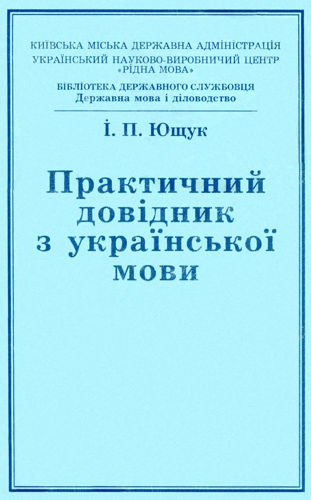 КИЇВСЬКА МІСЬКА ДЕРЖАВНА АДМІНІСТРАЦІЯ
УКРАЇНСЬКИЙ НАУКОВО-ВИРОБНИЧИЙ ЦЕНТР
«РІДНА МОВА»
БІБЛІОТЕКА ДЕРЖАВНОГО СЛУЖБОВЦЯ
Державна мова і діловодство
І. П. Ющук
Практичний
довідник
з української
мови